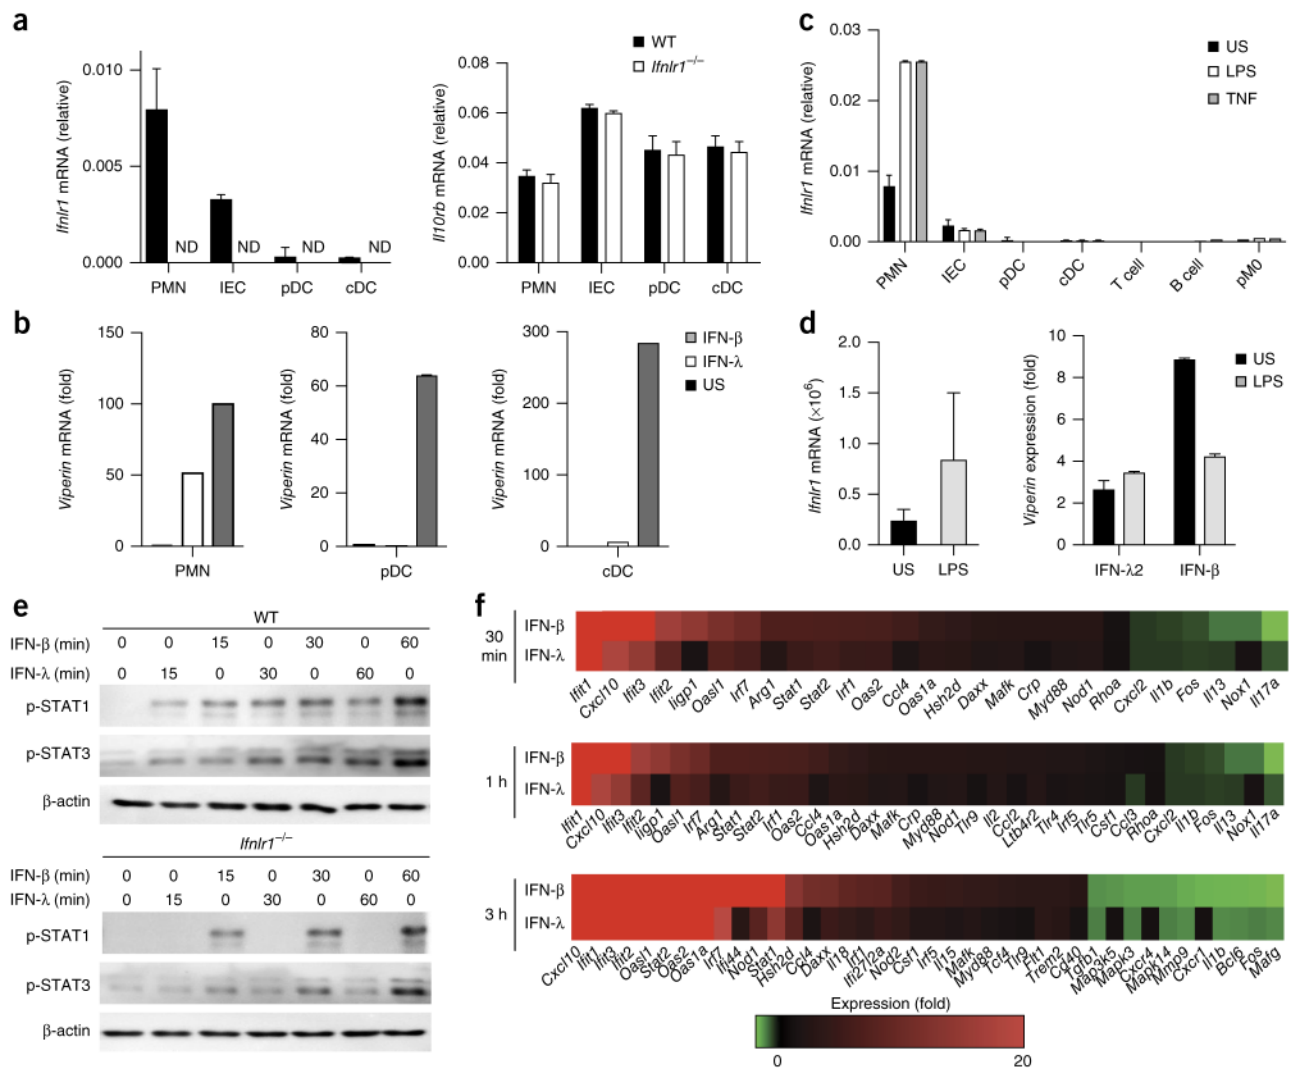 a
Ifnlr1 mRNA (relative)
0.010
0.005
0.000
ND
ND
ND
ND
PMN
IEC
pDC
cDC
Il10rb mRNA (relative)
0.08
0.06
0.04
0.02
0.00
WT
Ifnlr1−/−
PMN
IEC
pDC
cDC
c
Ifnlr1 mRNA (relative)
0.03
0.02
0.01
0.00
US
LPS
TNF
PMN
IEC
pDC
cDC
T cell
B cell
pM0
b
Viperin mRNA (fold)
150
100
50
0
PMN
Viperin mRNA (fold)
80
60
40
20
0
pDC
Viperin mRNA (fold)
300
200
100
0
cDC
IFN-β
IFN-λ
US
d
Ifnlr1 mRNA (×10⁶)
2.0
1.5
1.0
0.5
0.0
US
LPS
Viperin expression (fold)
10
8
6
4
2
0
IFN-λ2
IFN-β
US
LPS
e
WT
IFN-β (min) 0 0 15 0 30 0 60
IFN-λ (min) 0 15 0 30 0 60 0
p-STAT1
p-STAT3
β-actin
Ifnlr1−/−
IFN-β (min) 0 0 15 0 30 0 60
IFN-λ (min) 0 15 0 30 0 60 0
p-STAT1
p-STAT3
β-actin
f
30 min
IFN-β
IFN-λ
Ifit1 Cxcl10 Ifit3 Ifit2 Iigp1 Oasl1 Irf7 Arg1 Stat1 Stat2 Irf1 Oas2 Ccl4 Oas1a Hsh2d Daxx Mafk Crp Myd88 Nod1 Rhoa Cxcl2 Il1b Fos Il13 Nox1 Il17a
1 h
IFN-β
IFN-λ
Ifit1 Cxcl10 Ifit3 Ifit2 Iigp1 Oasl1 Irf7 Arg1 Stat1 Stat2 Irf1 Oas2 Ccl4 Oas1a Hsh2d Daxx Mafk Crp Myd88 Nod1 Tlr9 Il2 Ccl2 Ltb4r2 Tlr4 Irf5 Tlr5 Csf1 Ccl3 Rhoa Cxcl2 Il1b Fos Il13 Nox1 Il17a
3 h
IFN-β
IFN-λ
Cxcl10 Ifit1 Ifit3 Ifit2 Oasl1 Stat2 Oas2 Oas1a Irf7 Ifi44 Nod1 Stat1 Hsh2d Ccl4 Daxx Il18 Irf1 Ifi27l2a Nod2 Csf1 Irf5 Il15 Mafk Myd88 Tcf4 Tlr9 Flt1 Trem2 Cd40 Map3k5 Mapk3 Cxcr4 Mapk14 Mmp9 Cxcr1 Il1b Bcl6 Fos Mafg
Expression (fold)
0
20